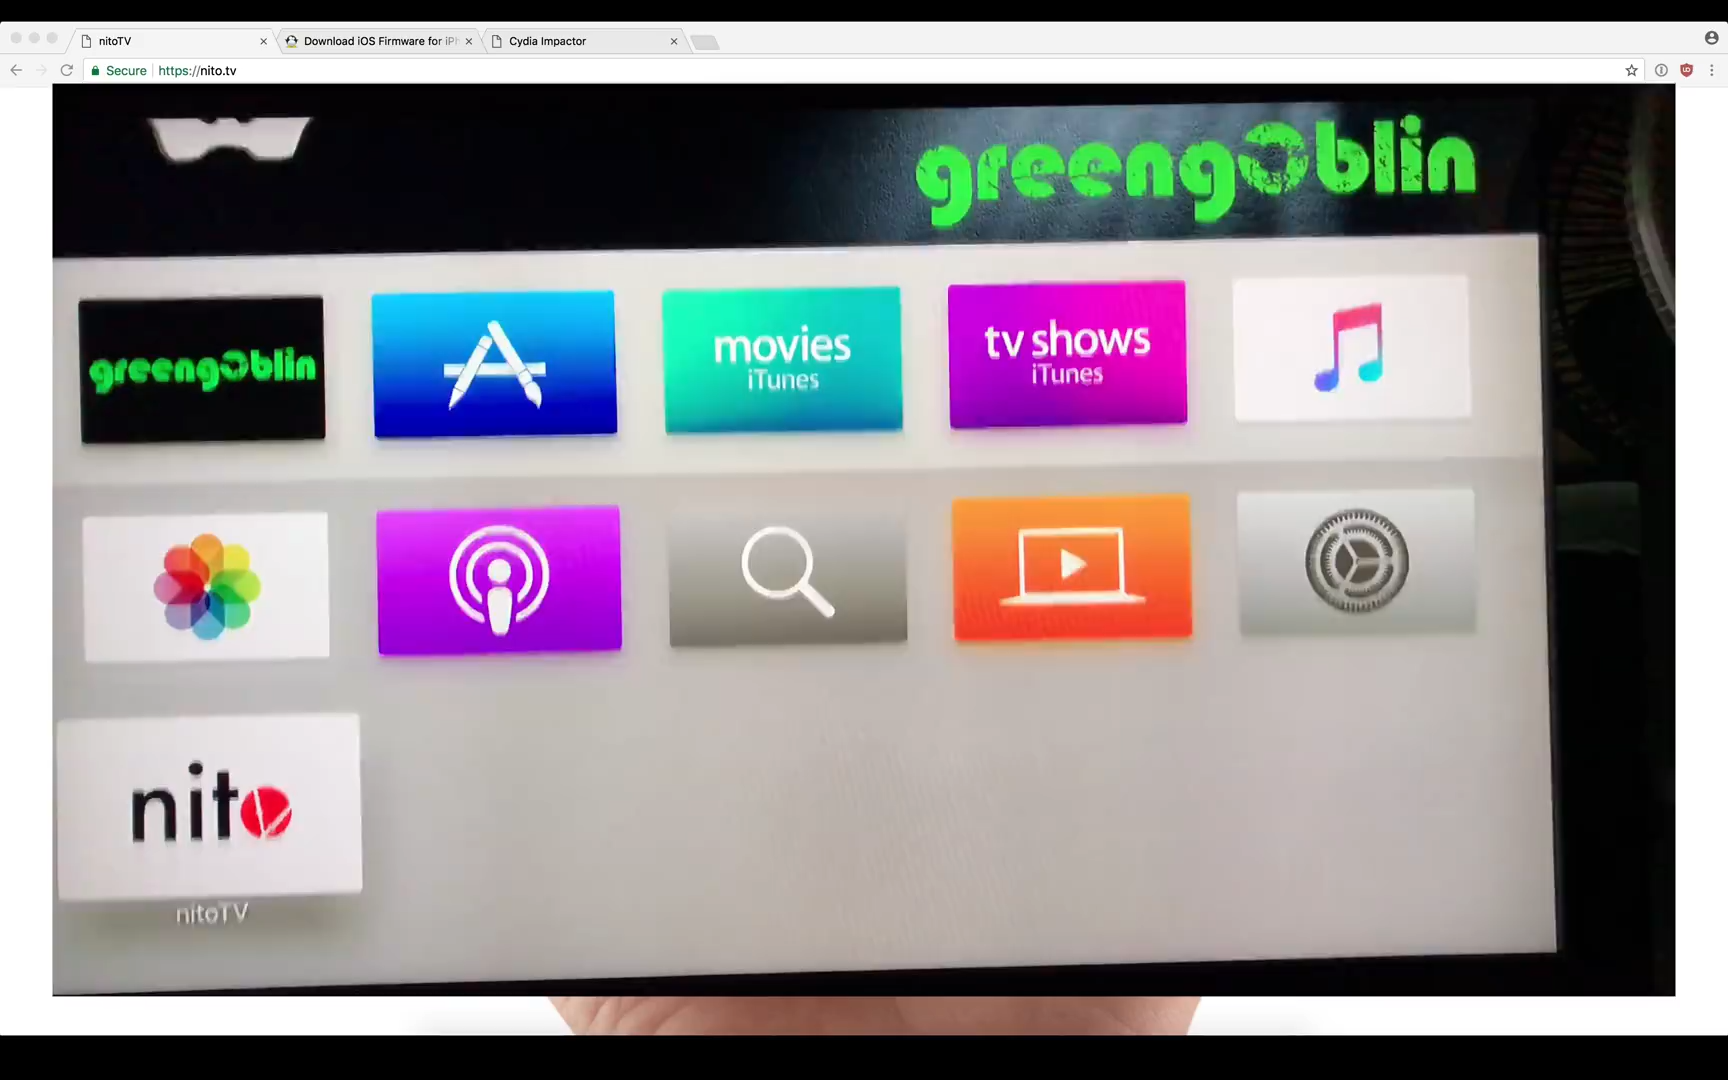 nitoTV
Download iOS Firmware for iPh
Cydia Impactor
Secure
https://nito.tv
greengoblin
greengoblin
movies
iTunes
tv shows
iTunes
nito
nitoTV